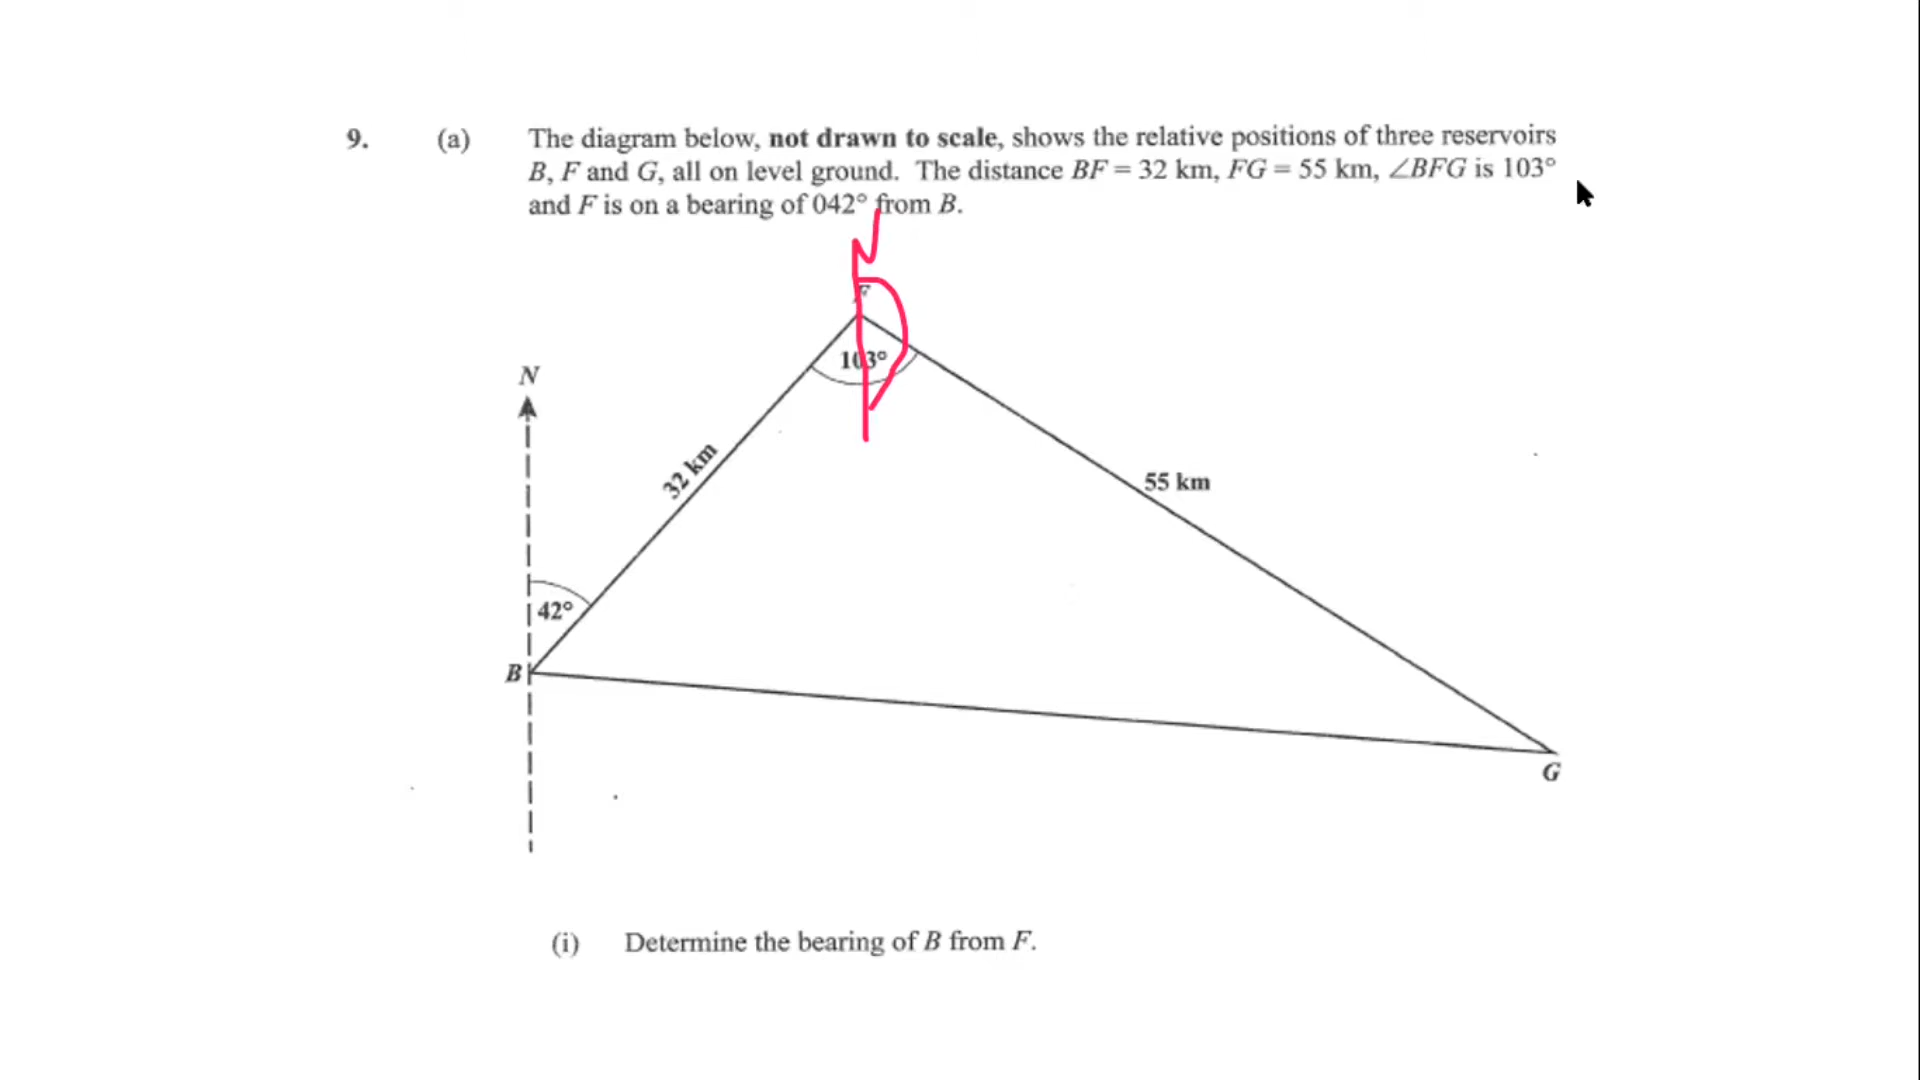 9. (a) The diagram below, not drawn to scale, shows the relative positions of three reservoirs
B, F and G, all on level ground. The distance BF = 32 km, FG = 55 km, ∠BFG is 103°
and F is on a bearing of 042° from B.
N
F
103°
N
32 km
55 km
42°
B
G
(i) Determine the bearing of B from F.